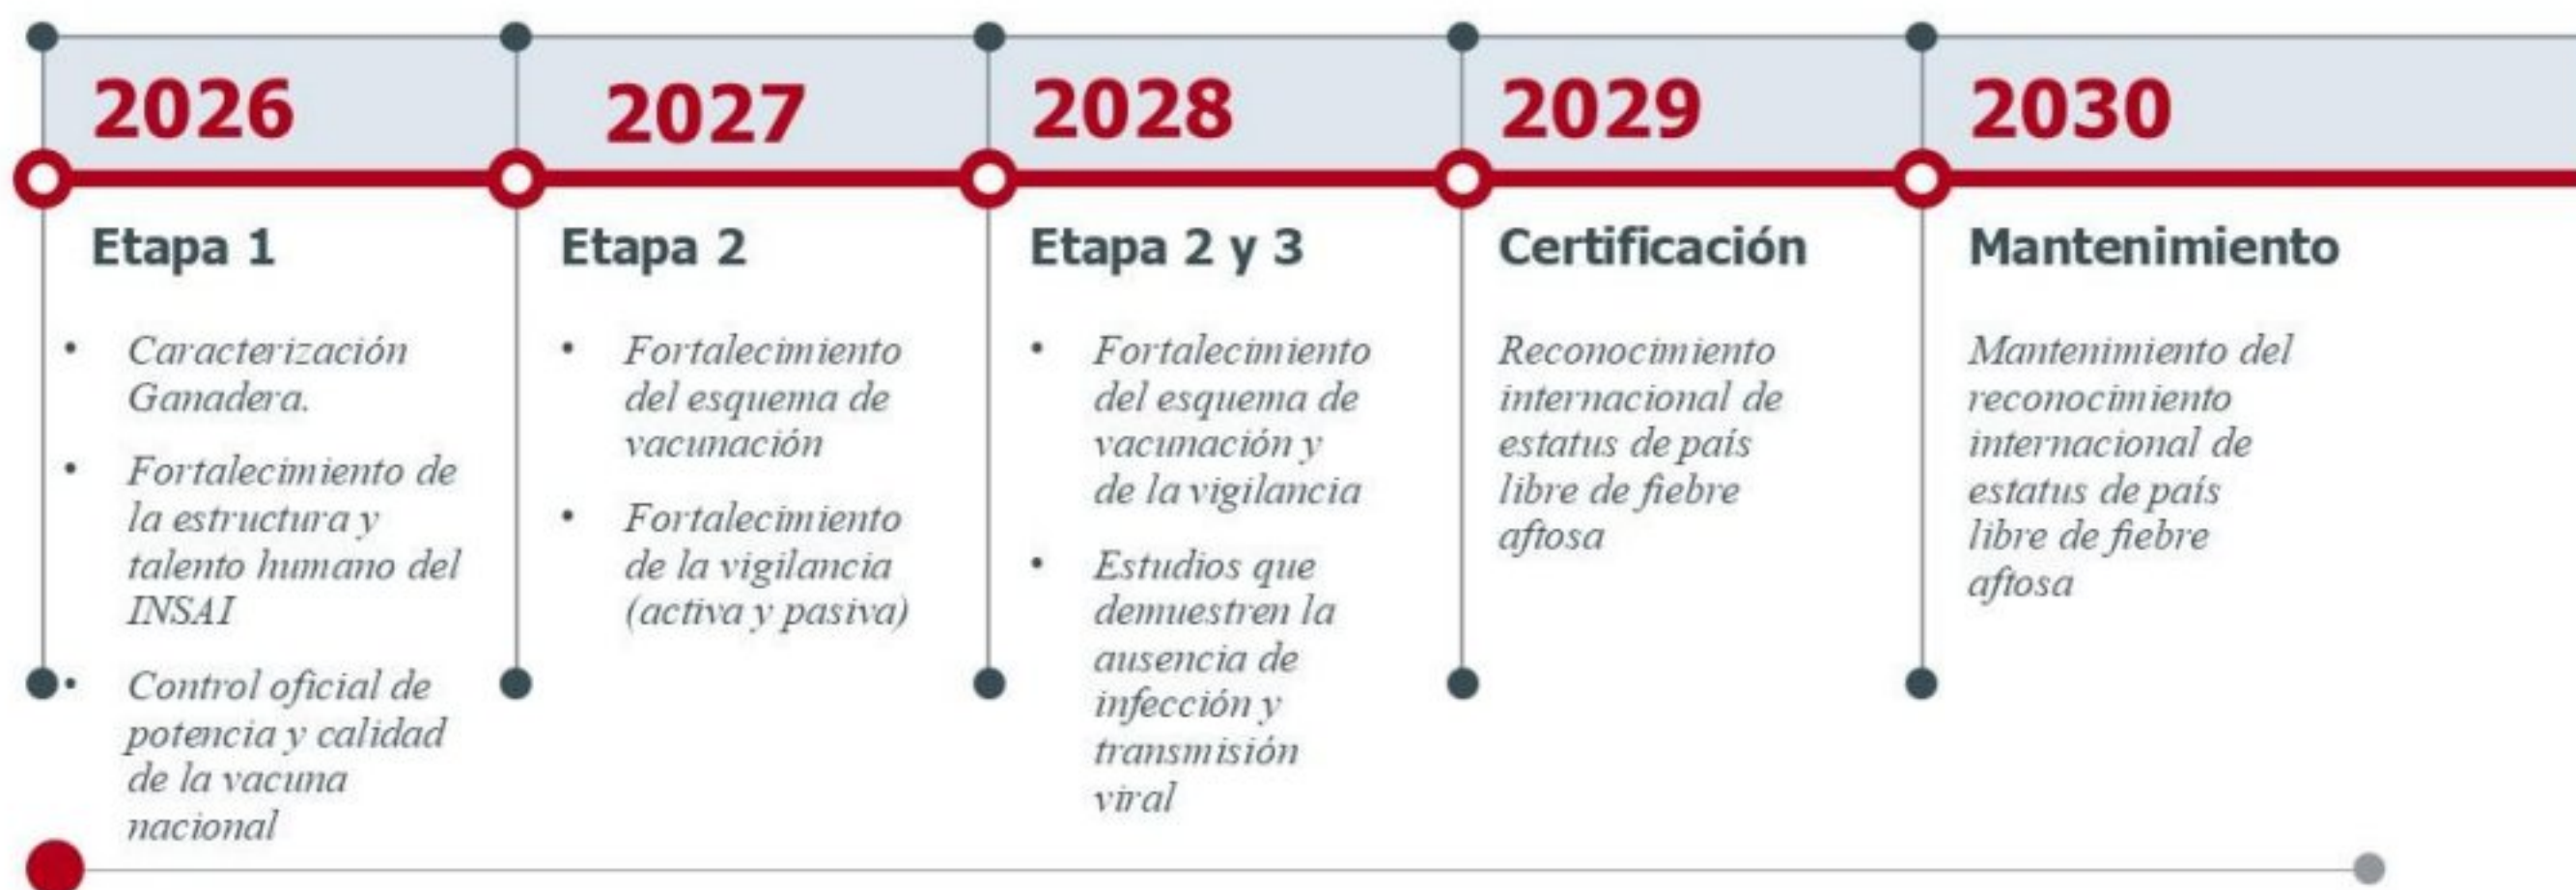 2026
2027
2028
2029
2030
Etapa 1
• Caracterización
Ganadera.
• Fortalecimiento de
la estructura y
talento humano del
INSAI
• Control oficial de
potencia y calidad
de la vacuna
nacional
Etapa 2
• Fortalecimiento
del esquema de
vacunación
• Fortalecimiento
de la vigilancia
(activa y pasiva)
Etapa 2 y 3
• Fortalecimiento
del esquema de
vacunación y
de la vigilancia
• Estudios que
demuestren la
ausencia de
infección y
transmisión
viral
Certificación
Reconocimiento
internacional de
estatus de país
libre de fiebre
aftosa
Mantenimiento
Mantenimiento del
reconocimiento
internacional de
estatus de país
libre de fiebre
aftosa